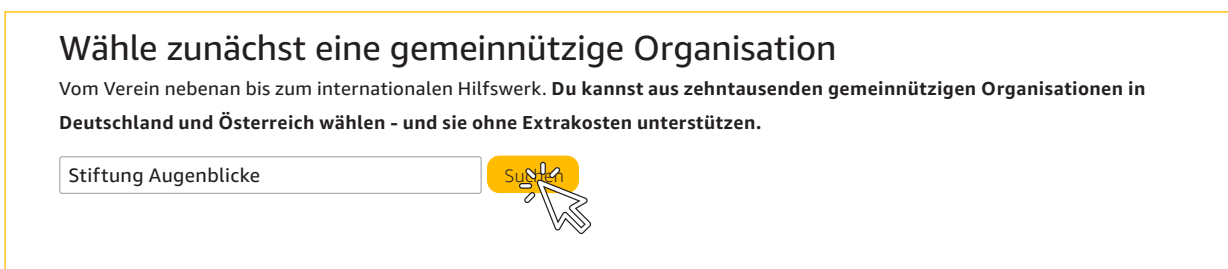 Wähle zunächst eine gemeinnützige Organisation
Vom Verein nebenan bis zum internationalen Hilfswerk. Du kannst aus zehntausenden gemeinnützigen Organisationen in
Deutschland und Österreich wählen - und sie ohne Extrakosten unterstützen.
Stiftung Augenblicke
Suchen